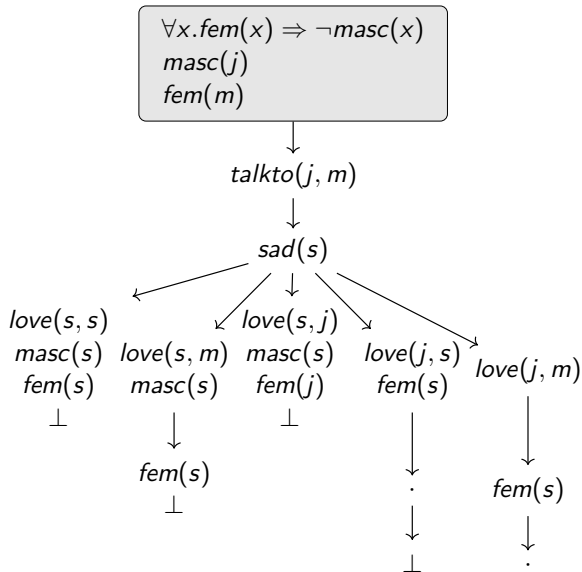 ∀x.fem(x) ⇒ ¬masc(x)
masc(j)
fem(m)
talkto(j, m)
sad(s)
love(s, s)
masc(s)
fem(s)
⊥
love(s, m)
masc(s)
fem(s)
⊥
love(s, j)
masc(s)
fem(j)
⊥
love(j, s)
fem(s)
.
⊥
love(j, m)
fem(s)
.